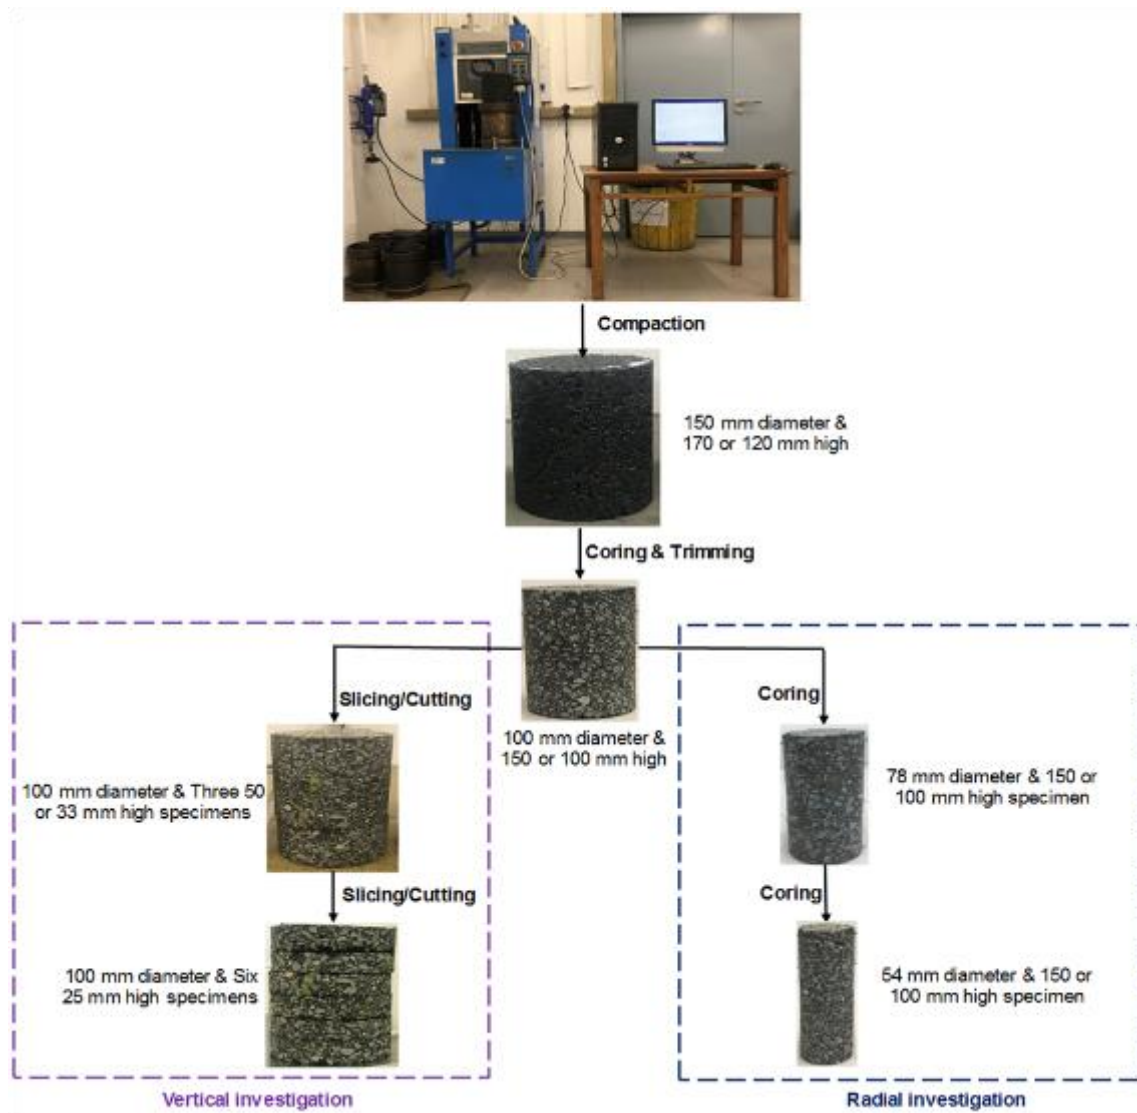 Compaction
150 mm diameter &
170 or 120 mm high
Coring & Trimming
100 mm diameter &
150 or 100 mm high
Slicing/Cutting
100 mm diameter & Three 50
or 33 mm high specimens
Slicing/Cutting
100 mm diameter & Six
25 mm high specimens
Vertical investigation
Coring
78 mm diameter & 150 or
100 mm high specimen
Coring
54 mm diameter & 150 or
100 mm high specimen
Radial investigation